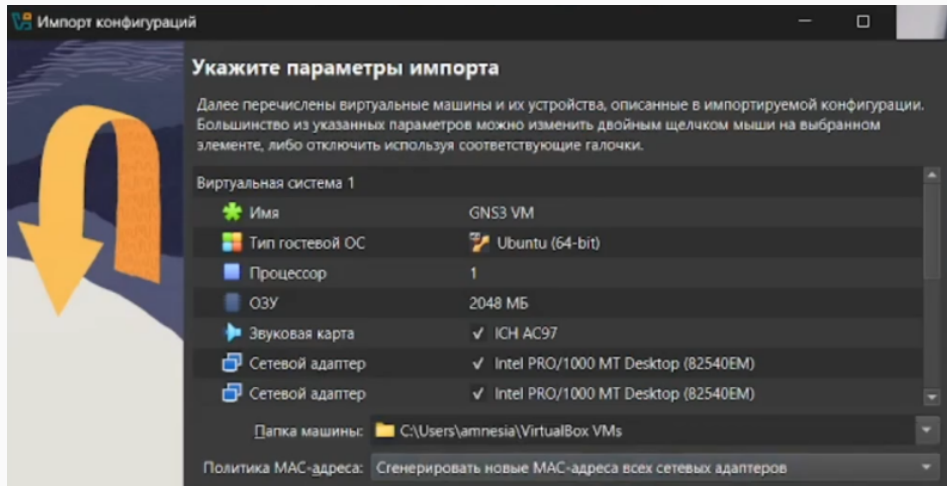 Импорт конфигураций
Укажите параметры импорта
Далее перечислены виртуальные машины и их устройства, описанные в импортируемой конфигурации.
Большинство из указанных параметров можно изменить двойным щелчком мыши на выбранном
элементе, либо отключить используя соответствующие галочки.
Виртуальная система 1
Имя GNS3 VM
Тип гостевой ОС Ubuntu (64-bit)
Процессор 1
ОЗУ 2048 МБ
Звуковая карта ✓ ICH AC97
Сетевой адаптер ✓ Intel PRO/1000 MT Desktop (82540EM)
Сетевой адаптер ✓ Intel PRO/1000 MT Desktop (82540EM)
Папка машины: C:\Users\amnesia\VirtualBox VMs
Политика MAC-адреса: Сгенерировать новые MAC-адреса всех сетевых адаптеров